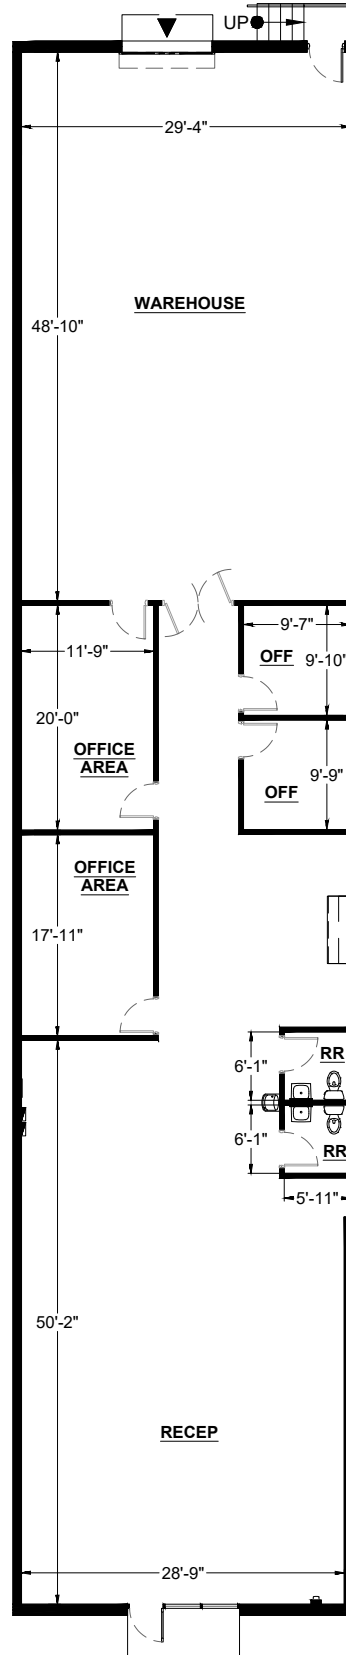 UP
29'-4"
WAREHOUSE
48'-10"
9'-7"
11'-9"
OFF
9'-10"
20'-0"
OFFICE
AREA
9'-9"
OFF
OFFICE
AREA
17'-11"
RR
6'-1"
6'-1"
RR
5'-11"
50'-2"
RECEP
28'-9"